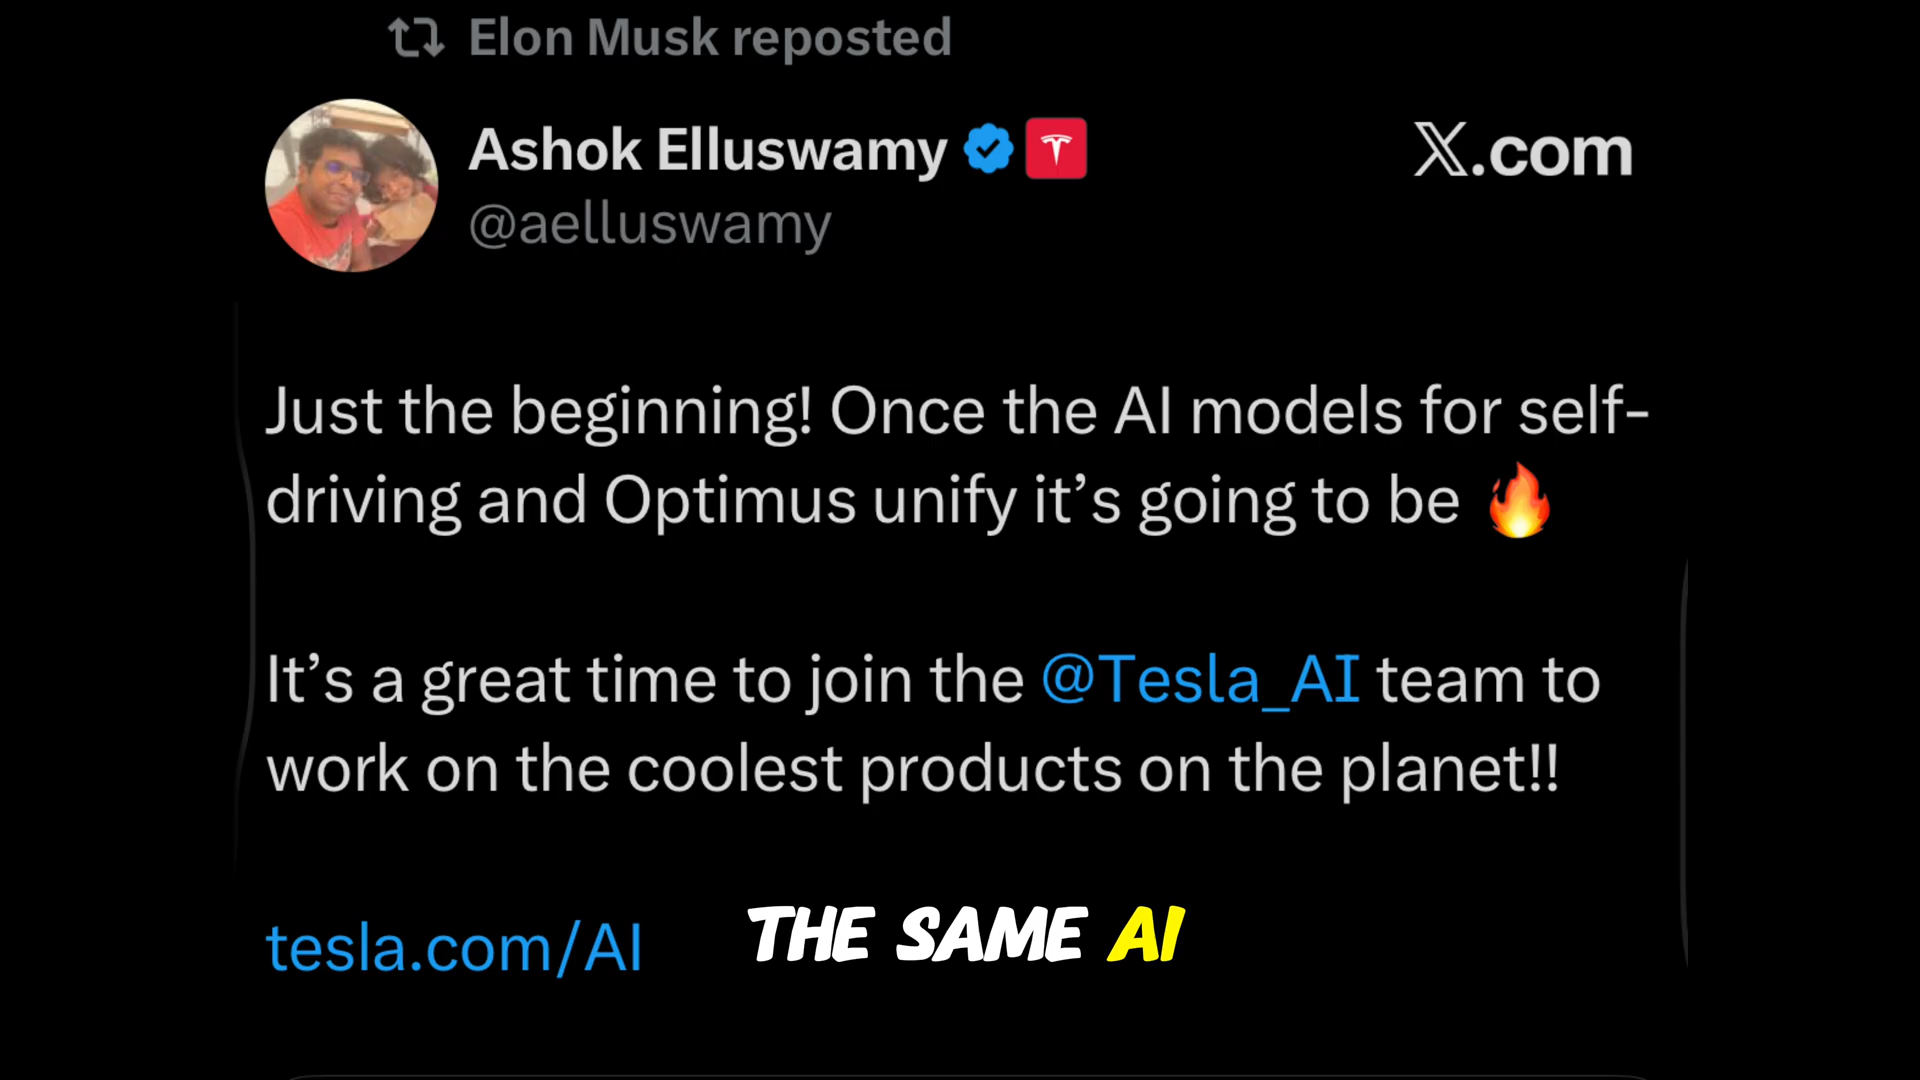 Elon Musk reposted
Ashok Elluswamy
X.com
@aelluswamy
Just the beginning! Once the AI models for self-
driving and Optimus unify it’s going to be 🔥
It’s a great time to join the @Tesla_AI team to
work on the coolest products on the planet!!
tesla.com/AI
THE SAME AI